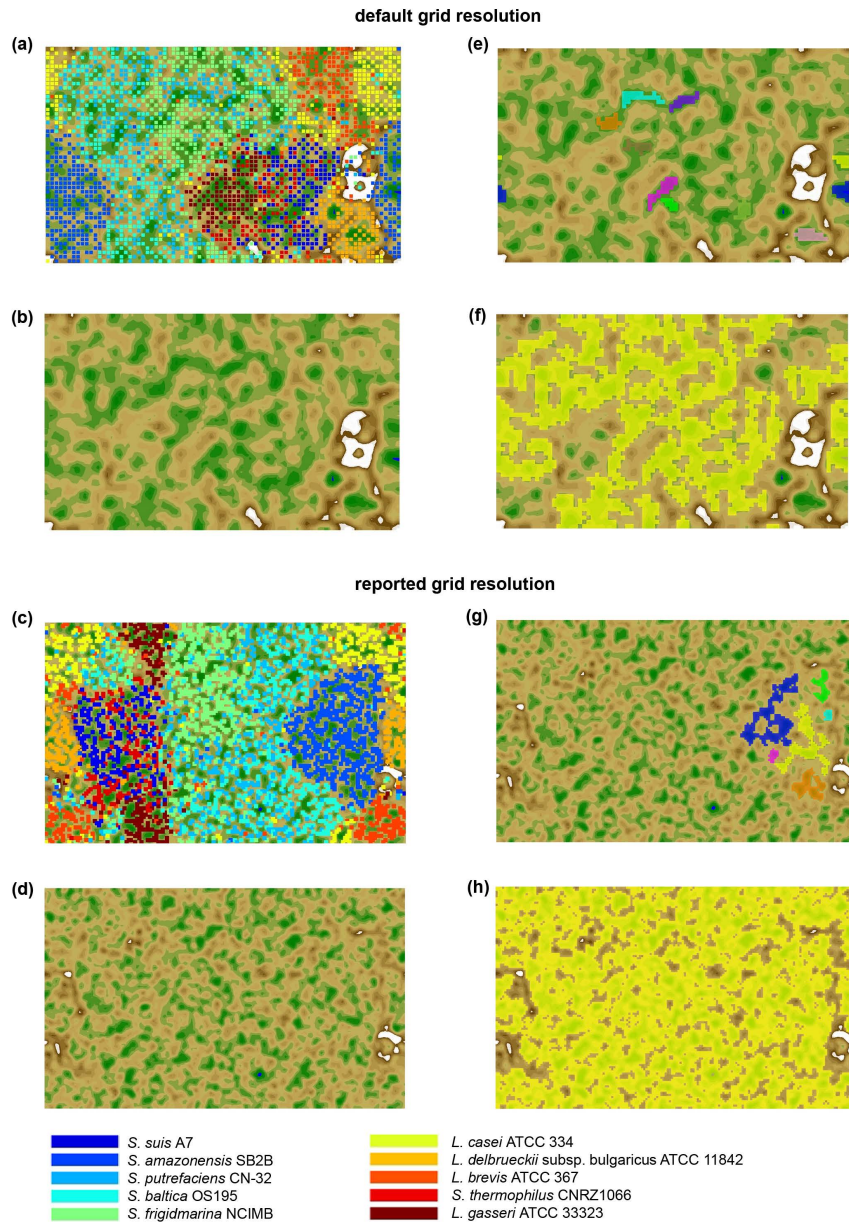 default grid resolution
(a)
(e)
(b)
(f)
reported grid resolution
(c)
(g)
(d)
(h)
S. suis A7
S. amazonensis SB2B
S. putrefaciens CN-32
S. baltica OS195
S. frigidmarina NCIMB
L. casei ATCC 334
L. delbrueckii subsp. bulgaricus ATCC 11842
L. brevis ATCC 367
S. thermophilus CNRZ1066
L. gasseri ATCC 33323